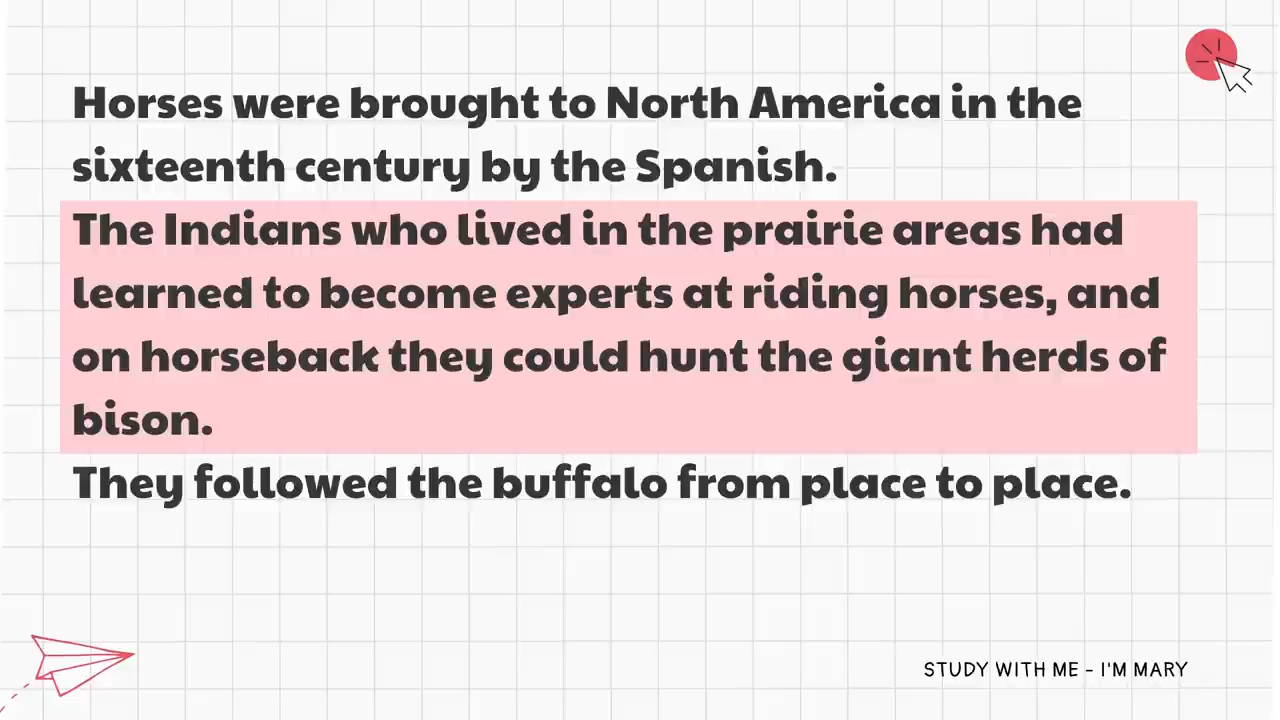 Horses were brought to North America in the
sixteenth century by the Spanish.
The Indians who lived in the prairie areas had
learned to become experts at riding horses, and
on horseback they could hunt the giant herds of
bison.
They followed the buffalo from place to place.
STUDY WITH ME - I'M MARY